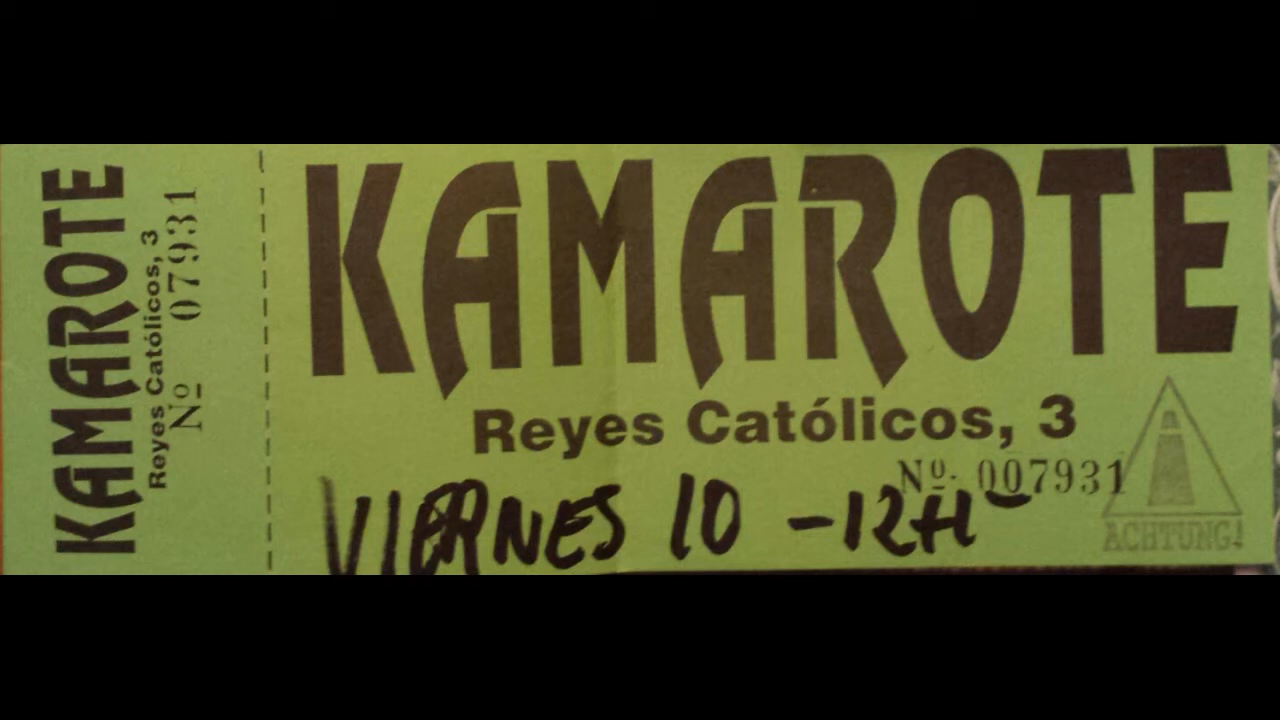 KAMAROTE
Reyes Católicos, 3
Nº 07931
KAMAROTE
Reyes Católicos, 3
Nº. 007931
VIERNES 10 - 12H
ACHTUNG!